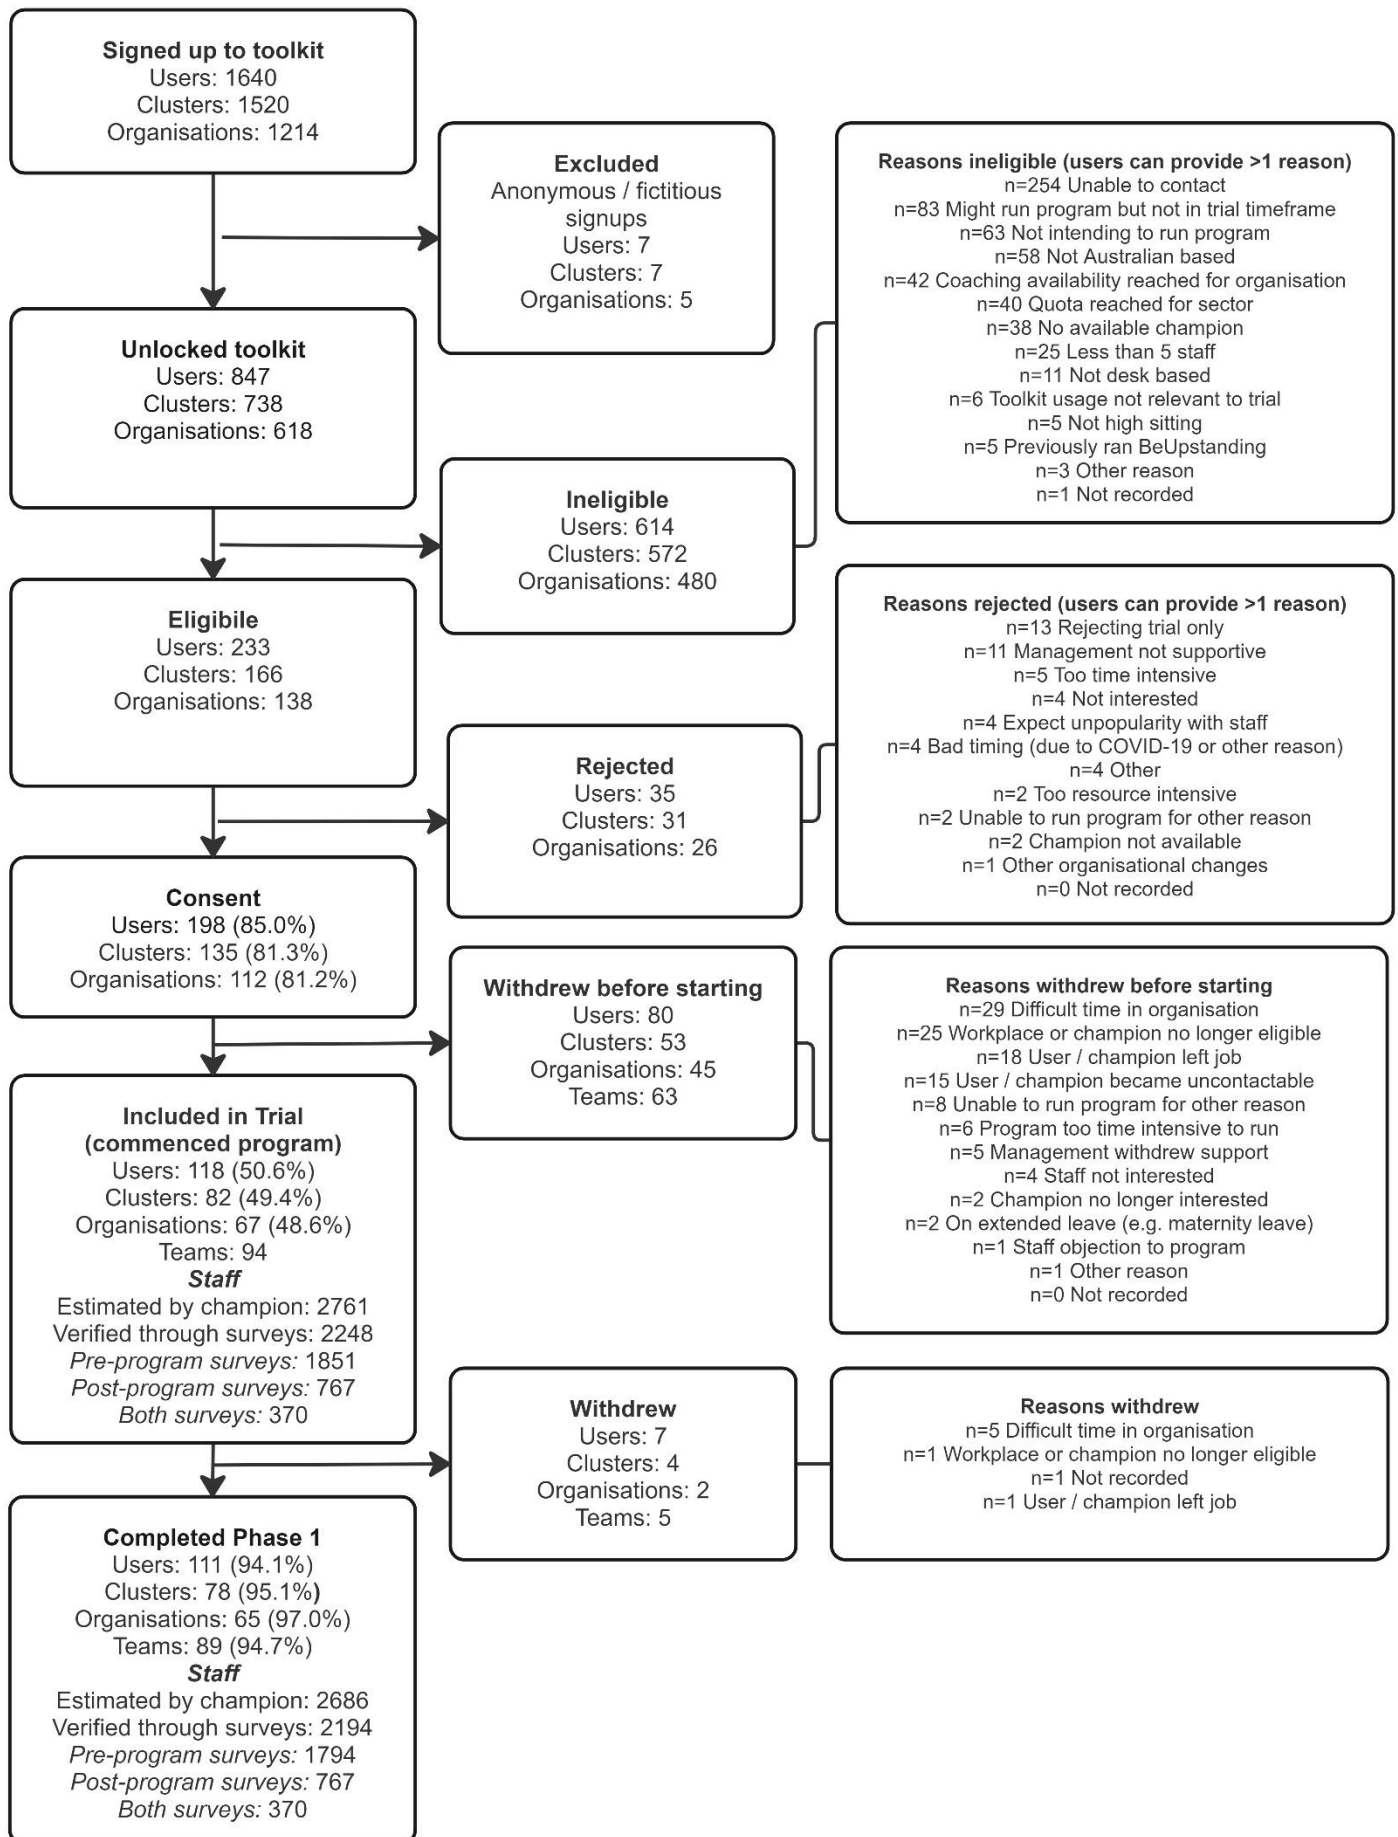 Signed up to toolkit
Users: 1640
Clusters: 1520
Organisations: 1214
Excluded
Anonymous / fictitious
signups
Users: 7
Clusters: 7
Organisations: 5
Reasons ineligible (users can provide >1 reason)
n=254 Unable to contact
n=83 Might run program but not in trial timeframe
n=63 Not intending to run program
n=58 Not Australian based
n=42 Coaching availability reached for organisation
n=40 Quota reached for sector
n=38 No available champion
n=25 Less than 5 staff
n=11 Not desk based
n=6 Toolkit usage not relevant to trial
n=5 Not high sitting
n=5 Previously ran BeUpstanding
n=3 Other reason
n=1 Not recorded
Unlocked toolkit
Users: 847
Clusters: 738
Organisations: 618
Ineligible
Users: 614
Clusters: 572
Organisations: 480
Eligibile
Users: 233
Clusters: 166
Organisations: 138
Reasons rejected (users can provide >1 reason)
n=13 Rejecting trial only
n=11 Management not supportive
n=5 Too time intensive
n=4 Not interested
n=4 Expect unpopularity with staff
n=4 Bad timing (due to COVID-19 or other reason)
n=4 Other
n=2 Too resource intensive
n=2 Unable to run program for other reason
n=2 Champion not available
n=1 Other organisational changes
n=0 Not recorded
Rejected
Users: 35
Clusters: 31
Organisations: 26
Consent
Users: 198 (85.0%)
Clusters: 135 (81.3%)
Organisations: 112 (81.2%)
Withdrew before starting
Users: 80
Clusters: 53
Organisations: 45
Teams: 63
Reasons withdrew before starting
n=29 Difficult time in organisation
n=25 Workplace or champion no longer eligible
n=18 User / champion left job
n=15 User / champion became uncontactable
n=8 Unable to run program for other reason
n=6 Program too time intensive to run
n=5 Management withdrew support
n=4 Staff not interested
n=2 Champion no longer interested
n=2 On extended leave (e.g. maternity leave)
n=1 Staff objection to program
n=1 Other reason
n=0 Not recorded
Included in Trial
(commenced program)
Users: 118 (50.6%)
Clusters: 82 (49.4%)
Organisations: 67 (48.6%)
Teams: 94
Staff
Estimated by champion: 2761
Verified through surveys: 2248
Pre-program surveys: 1851
Post-program surveys: 767
Both surveys: 370
Withdrew
Users: 7
Clusters: 4
Organisations: 2
Teams: 5
Reasons withdrew
n=5 Difficult time in organisation
n=1 Workplace or champion no longer eligible
n=1 Not recorded
n=1 User / champion left job
Completed Phase 1
Users: 111 (94.1%)
Clusters: 78 (95.1%)
Organisations: 65 (97.0%)
Teams: 89 (94.7%)
Staff
Estimated by champion: 2686
Verified through surveys: 2194
Pre-program surveys: 1794
Post-program surveys: 767
Both surveys: 370